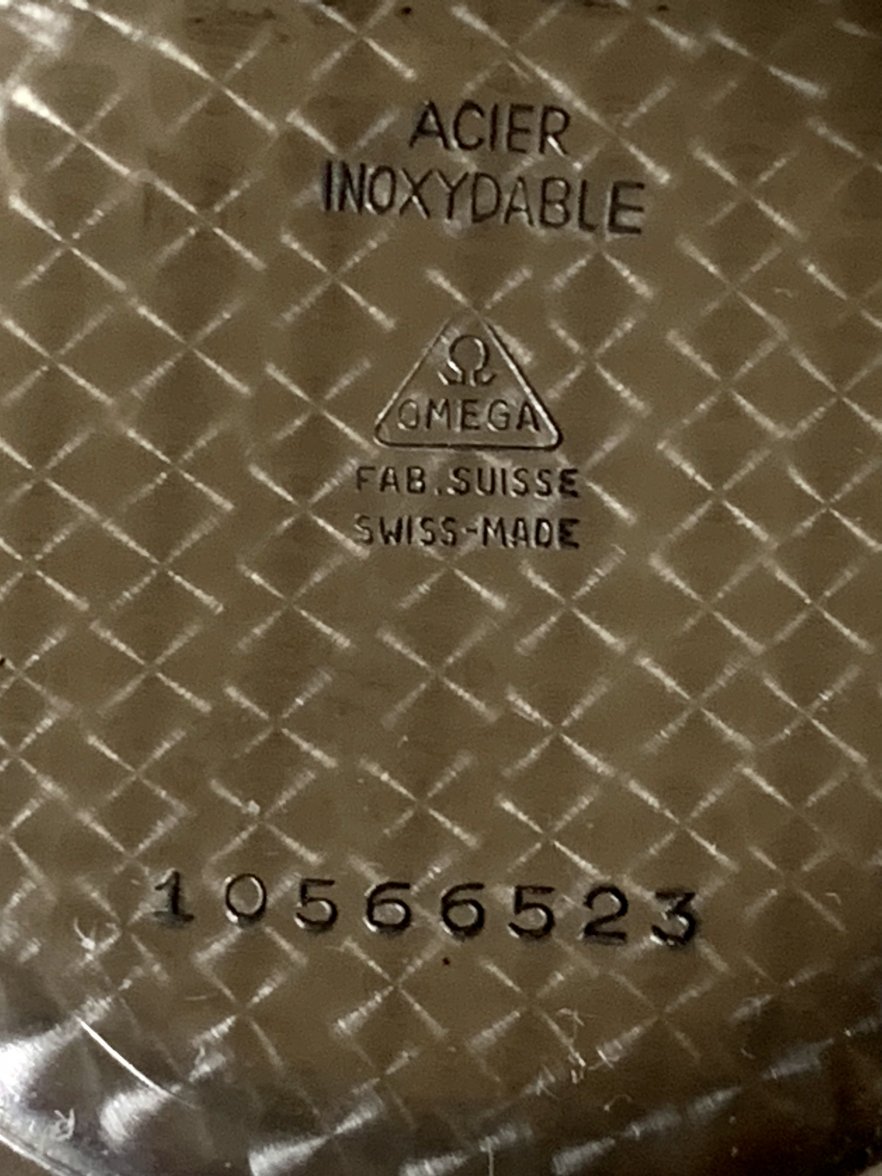 ACIER
INOXYDABLE
Ω
OMEGA
FAB.SUISSE
SWISS-MADE
10566523